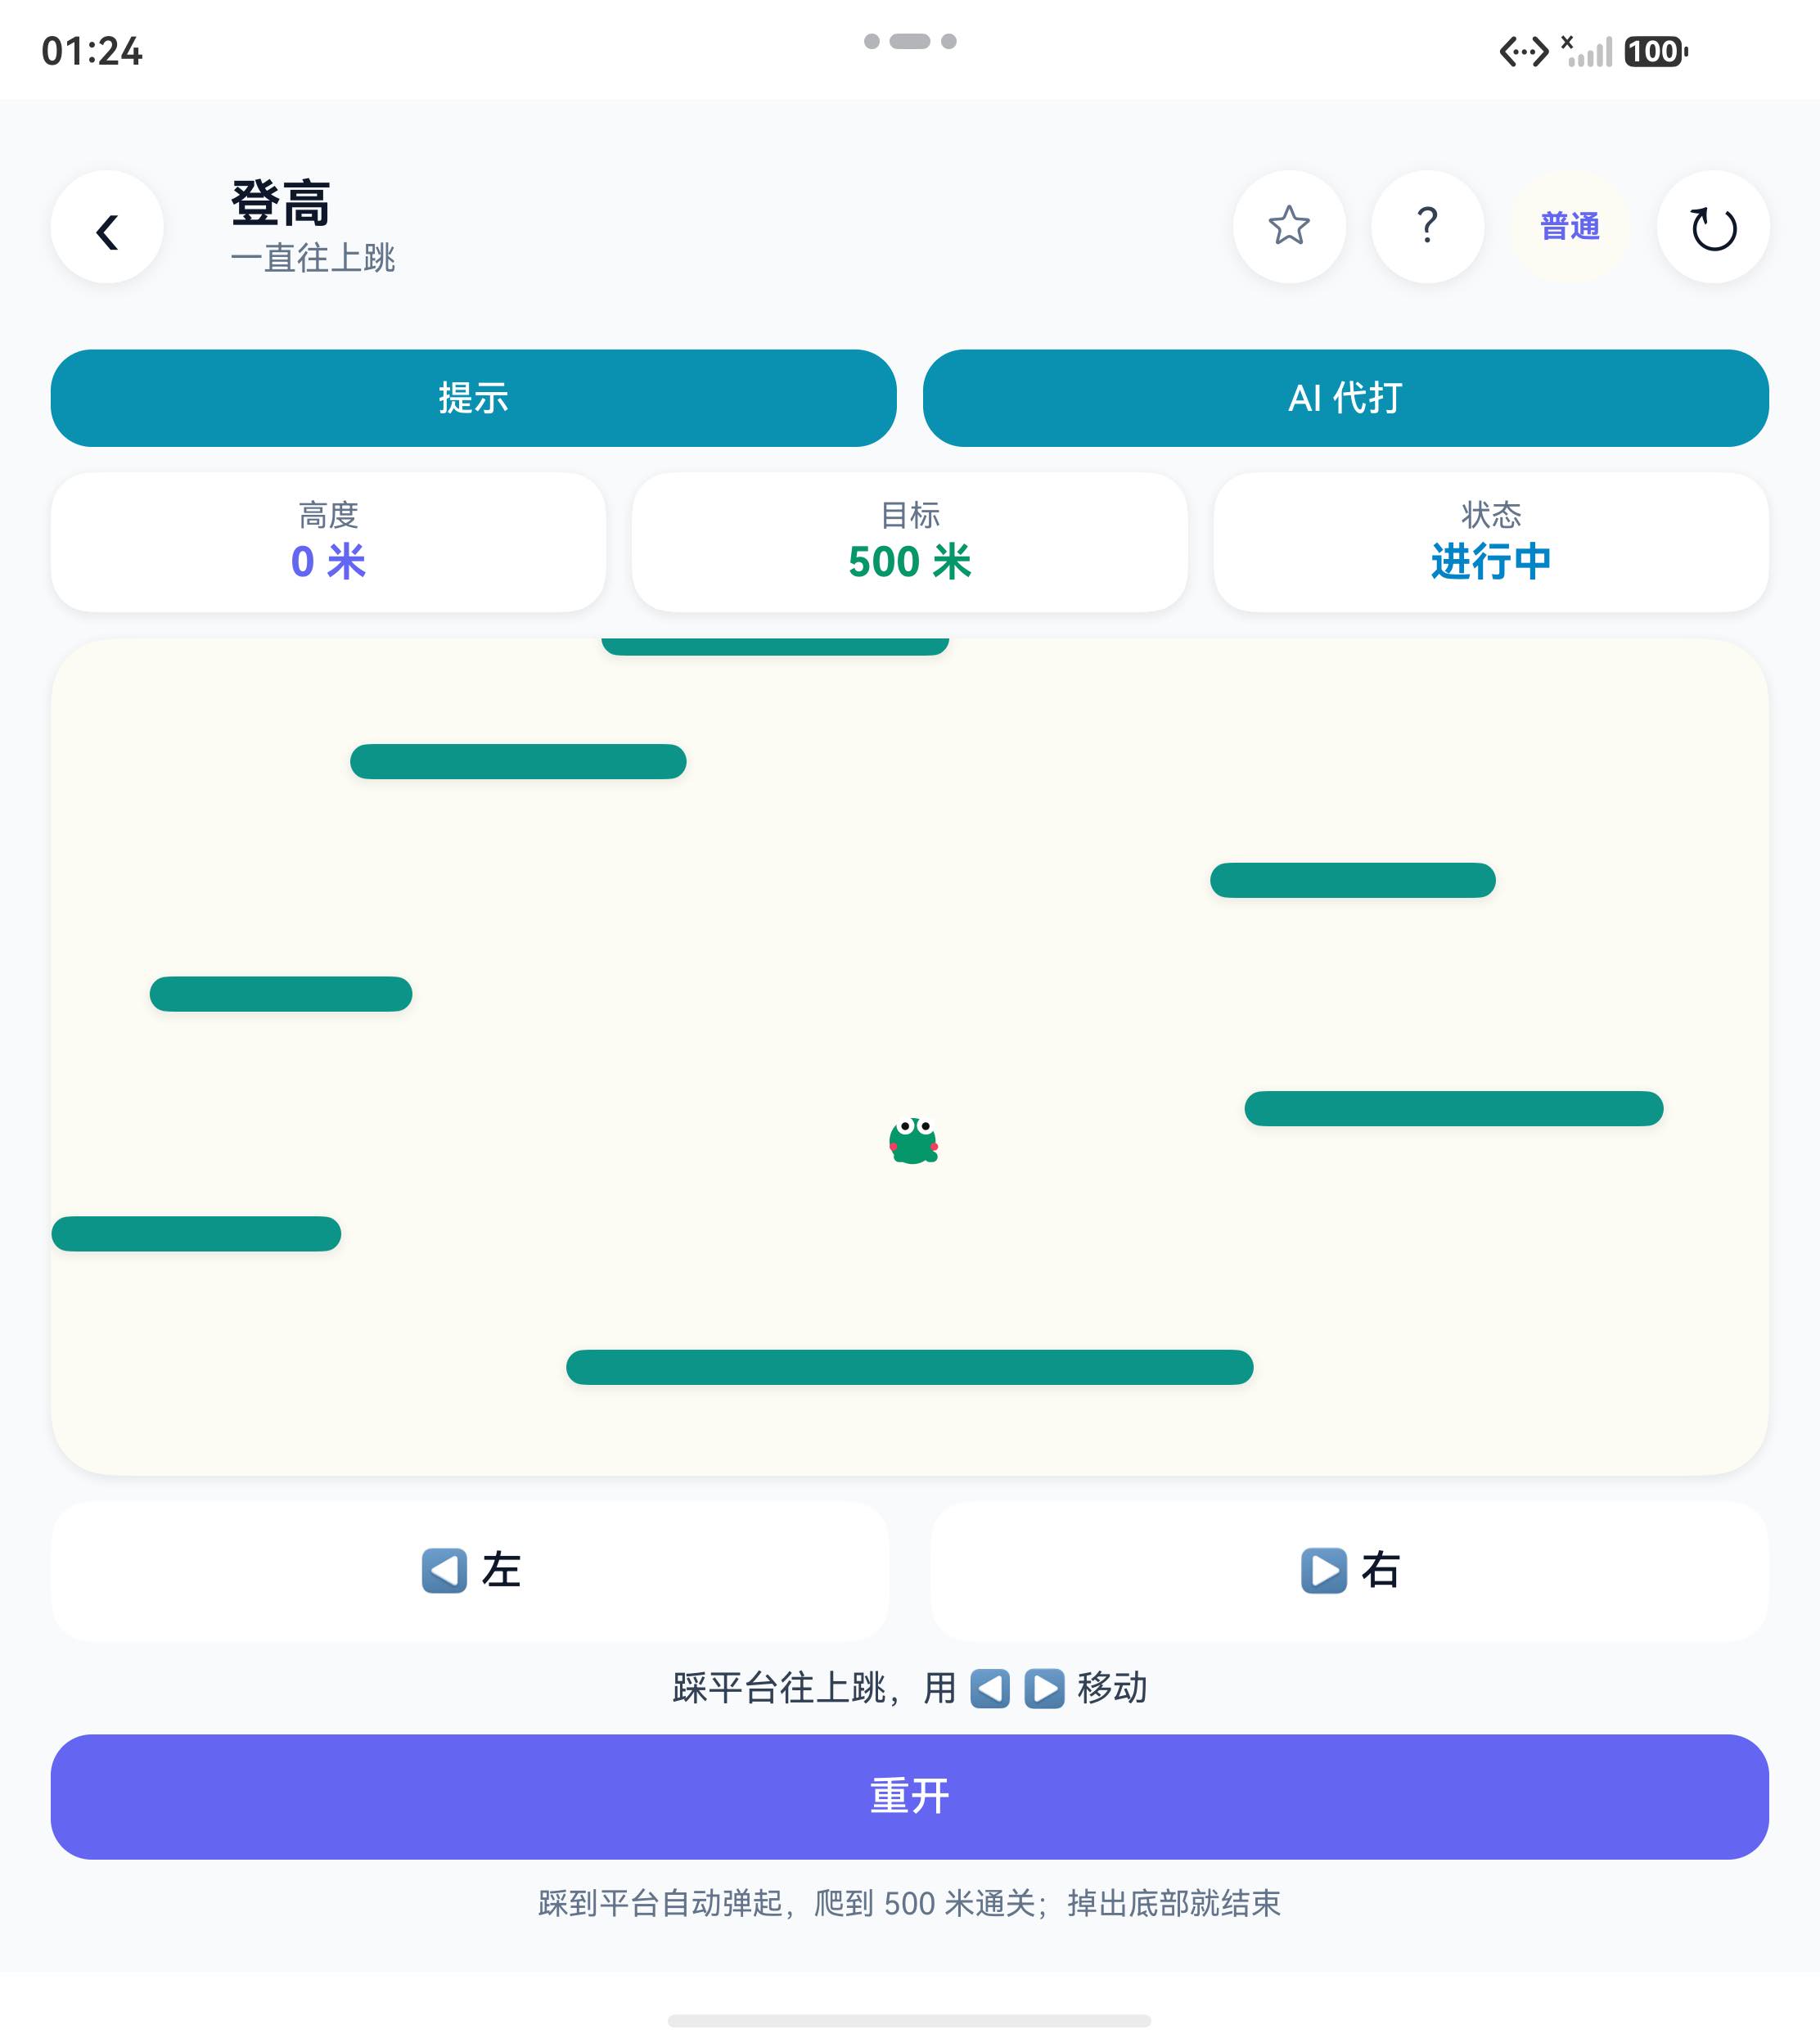 01:24
100
登高
一直往上跳
?
普通
提示
AI 代打
高度
0 米
目标
500 米
状态
进行中
左
右
踩平台往上跳，用 ◀ ▶ 移动
重开
踩到平台自动弹起，爬到 500 米通关；掉出底部就结束